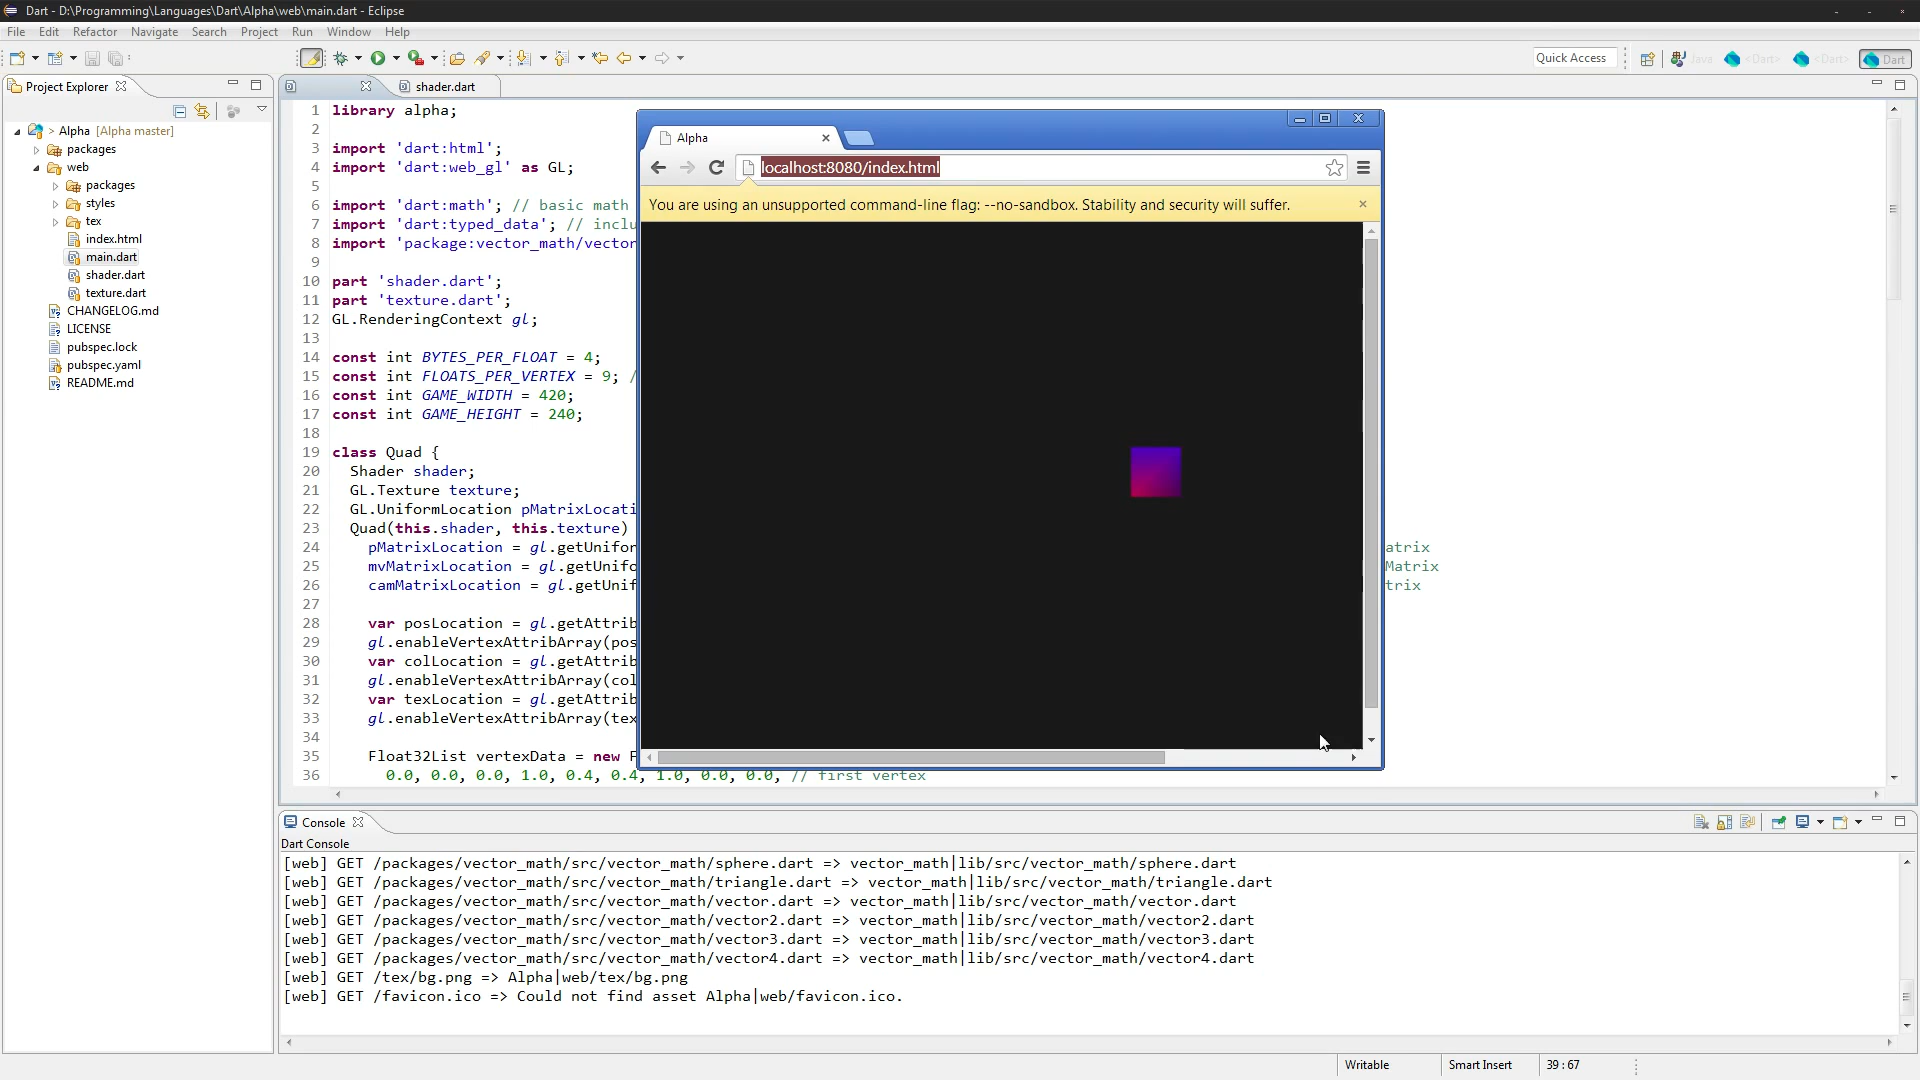 Dart - D:\Programming\Languages\Dart\Alpha\web\main.dart - Eclipse
File Edit Refactor Navigate Search Project Run Window Help
Quick Access
Java
<Dart>
<Dart>
Dart
Project Explorer
> Alpha [Alpha master]
packages
web
packages
styles
tex
index.html
main.dart
shader.dart
texture.dart
CHANGELOG.md
LICENSE
pubspec.lock
pubspec.yaml
README.md
shader.dart
1 library alpha;
2
3 import 'dart:html';
4 import 'dart:web_gl' as GL;
5
6 import 'dart:math'; // basic math
7 import 'dart:typed_data'; // inclu
8 import 'package:vector_math/vector
9
10 part 'shader.dart';
11 part 'texture.dart';
12 GL.RenderingContext gl;
13
14 const int BYTES_PER_FLOAT = 4;
15 const int FLOATS_PER_VERTEX = 9; /
16 const int GAME_WIDTH = 420;
17 const int GAME_HEIGHT = 240;
18
19 class Quad {
20 Shader shader;
21 GL.Texture texture;
22 GL.UniformLocation pMatrixLocati
23 Quad(this.shader, this.texture)
24 pMatrixLocation = gl.getUnifor atrix
25 mvMatrixLocation = gl.getUnifo Matrix
26 camMatrixLocation = gl.getUnif trix
27
28 var posLocation = gl.getAttrib
29 gl.enableVertexAttribArray(pos
30 var colLocation = gl.getAttrib
31 gl.enableVertexAttribArray(col
32 var texLocation = gl.getAttrib
33 gl.enableVertexAttribArray(tex
34
35 Float32List vertexData = new F
36 0.0, 0.0, 0.0, 1.0, 0.4, 0.4, 1.0, 0.0, 0.0, // first vertex
Alpha
localhost:8080/index.html
You are using an unsupported command-line flag: --no-sandbox. Stability and security will suffer.
Console
Dart Console
[web] GET /packages/vector_math/src/vector_math/sphere.dart => vector_math|lib/src/vector_math/sphere.dart
[web] GET /packages/vector_math/src/vector_math/triangle.dart => vector_math|lib/src/vector_math/triangle.dart
[web] GET /packages/vector_math/src/vector_math/vector.dart => vector_math|lib/src/vector_math/vector.dart
[web] GET /packages/vector_math/src/vector_math/vector2.dart => vector_math|lib/src/vector_math/vector2.dart
[web] GET /packages/vector_math/src/vector_math/vector3.dart => vector_math|lib/src/vector_math/vector3.dart
[web] GET /packages/vector_math/src/vector_math/vector4.dart => vector_math|lib/src/vector_math/vector4.dart
[web] GET /tex/bg.png => Alpha|web/tex/bg.png
[web] GET /favicon.ico => Could not find asset Alpha|web/favicon.ico.
Writable
Smart Insert
39 : 67